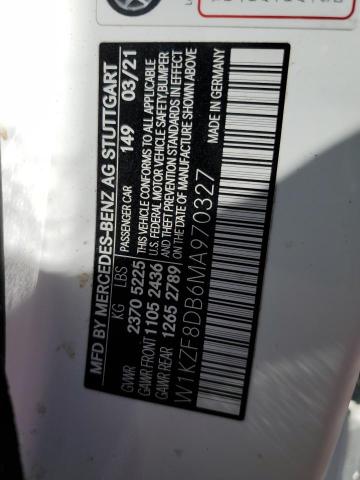 MFD BY MERCEDES-BENZ AG STUTTGART
KG LBS PASSENGER CAR 149 03/21
GVWR 2370 5225 THIS VEHICLE CONFORMS TO ALL APPLICABLE
GAWR FRONT 1105 2436 U.S. FEDERAL MOTOR VEHICLE SAFETY,BUMPER
GAWR REAR 1265 2789 &THEFT PREVENTION STANDARDS IN EFFECT
ON THE DATE OF MANUFACTURE SHOWN ABOVE
W1KZF8DB6MA970327 MADE IN GERMANY